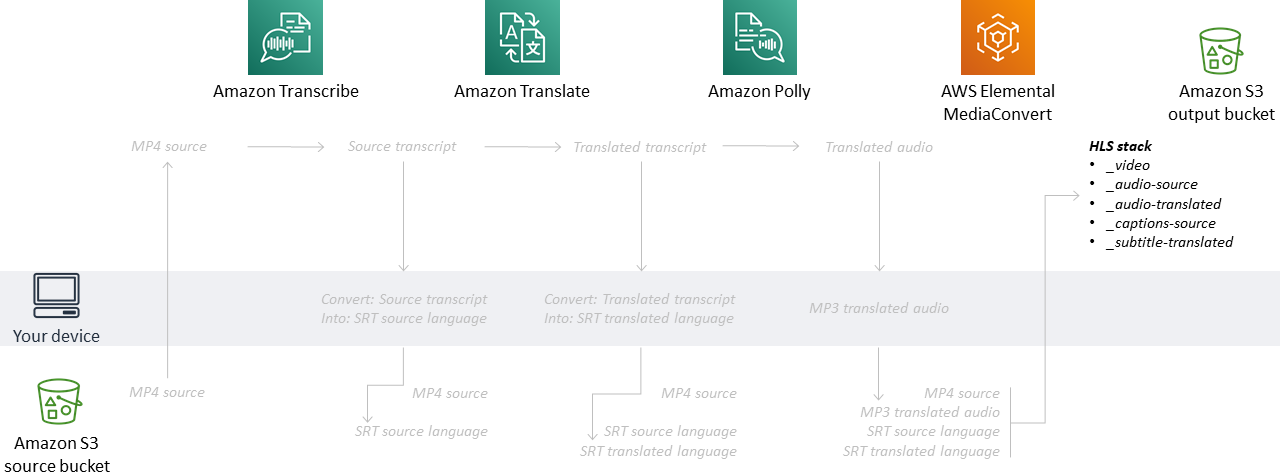 Amazon Transcribe
Amazon Translate
Amazon Polly
AWS Elemental
MediaConvert
Amazon S3
output bucket
MP4 source
Source transcript
Translated transcript
Translated audio
HLS stack
• _video
• _audio-source
• _audio-translated
• _captions-source
• _subtitle-translated
Your device
Convert: Source transcript
Into: SRT source language
Convert: Translated transcript
Into: SRT translated language
MP3 translated audio
Amazon S3
source bucket
MP4 source
MP4 source
SRT source language
MP4 source
SRT source language
SRT translated language
MP4 source
MP3 translated audio
SRT source language
SRT translated language